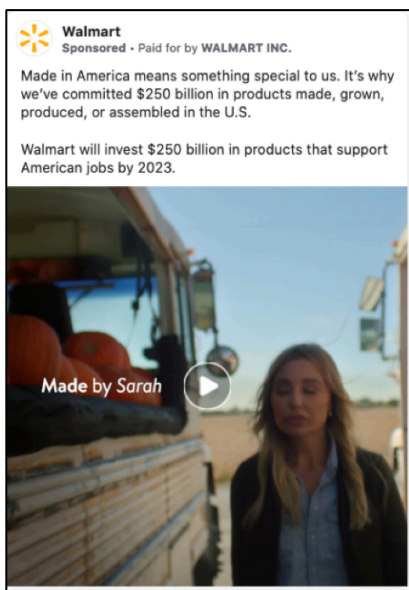 Walmart
Sponsored • Paid for by WALMART INC.
Made in America means something special to us. It's why
we've committed $250 billion in products made, grown,
produced, or assembled in the U.S.
Walmart will invest $250 billion in products that support
American jobs by 2023.
Made by Sarah